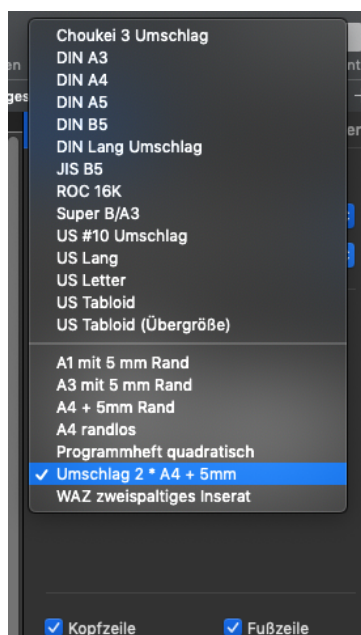 Choukei 3 Umschlag
DIN A3
DIN A4
DIN A5
DIN B5
DIN Lang Umschlag
JIS B5
ROC 16K
Super B/A3
US #10 Umschlag
US Lang
US Letter
US Tabloid
US Tabloid (Übergröße)
A1 mit 5 mm Rand
A3 mit 5 mm Rand
A4 + 5mm Rand
A4 randlos
Programmheft quadratisch
✓ Umschlag 2 * A4 + 5mm
WAZ zweispaltiges Inserat
Kopfzeile Fußzeile